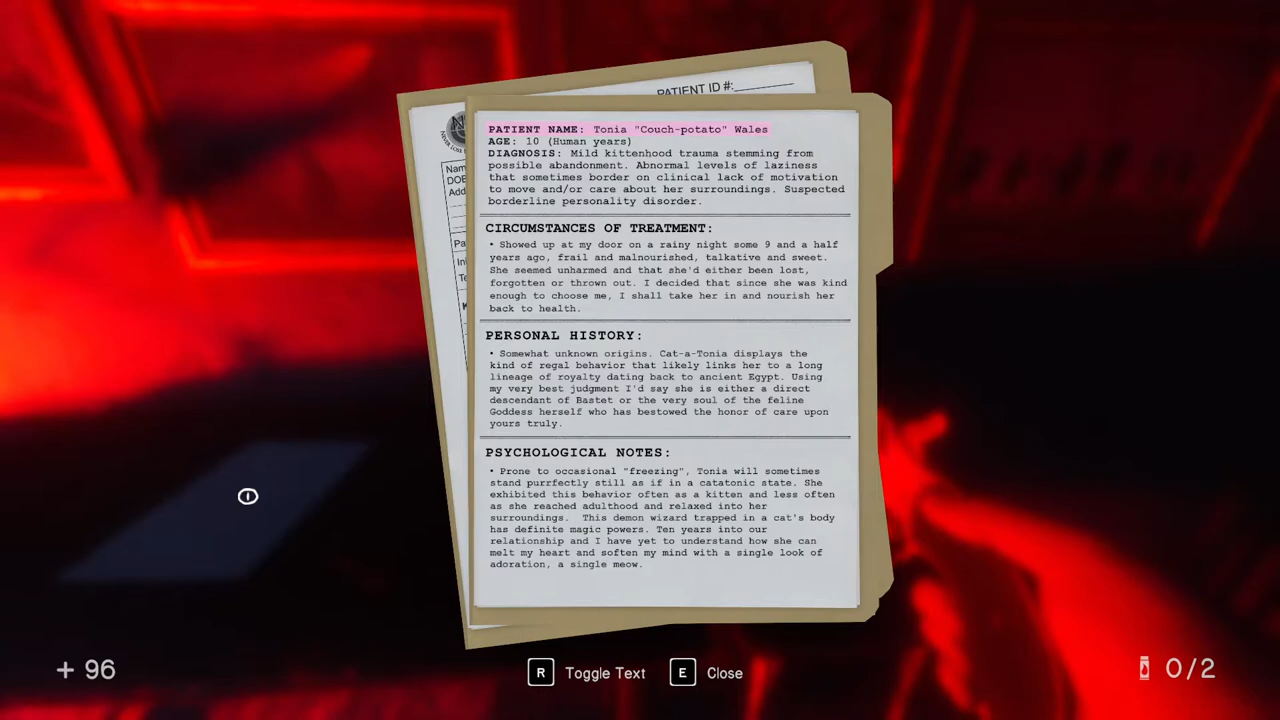 PATIENT ID #:
PATIENT NAME: Tonia "Couch-potato" Wales
AGE: 10 (Human years)
DIAGNOSIS: Mild kittenhood trauma stemming from
possible abandonment. Abnormal levels of laziness
that sometimes border on clinical lack of motivation
to move and/or care about her surroundings. Suspected
borderline personality disorder.
CIRCUMSTANCES OF TREATMENT:
• Showed up at my door on a rainy night some 9 and a half
years ago, frail and malnourished, talkative and sweet.
She seemed unharmed and that she'd either been lost,
forgotten or thrown out. I decided that since she was kind
enough to choose me, I shall take her in and nourish her
back to health.
PERSONAL HISTORY:
• Somewhat unknown origins. Cat-a-Tonia displays the
kind of regal behavior that likely links her to a long
lineage of royalty dating back to ancient Egypt. Using
my very best judgment I'd say she is either a direct
descendant of Bastet or the very soul of the feline
Goddess herself who has bestowed the honor of care upon
yours truly.
PSYCHOLOGICAL NOTES:
• Prone to occasional "freezing", Tonia will sometimes
stand purrfectly still as if in a catatonic state. She
exhibited this behavior often as a kitten and less often
as she reached adulthood and relaxed into her
surroundings. This demon wizard trapped in a cat's body
has definite magic powers. Ten years into our
relationship and I have yet to understand how she can
melt my heart and soften my mind with a single look of
adoration, a single meow.
+ 96
R Toggle Text E Close
0/2